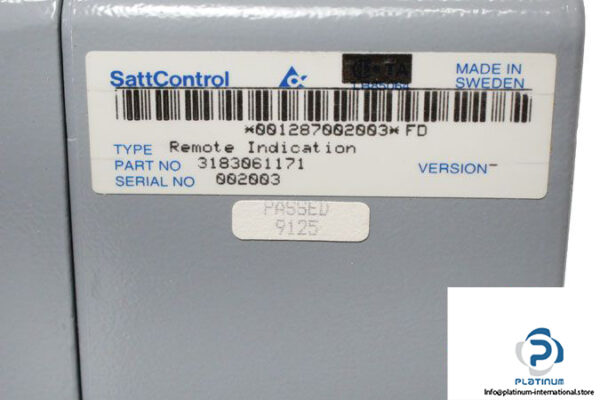 SattControl
MADE IN
SWEDEN
*001287002003*FD
TYPE Remote Indication
PART NO 3183061171
VERSION-
SERIAL NO 002003
PASSED
9125
PLATINUM
Info@platinum-international.store